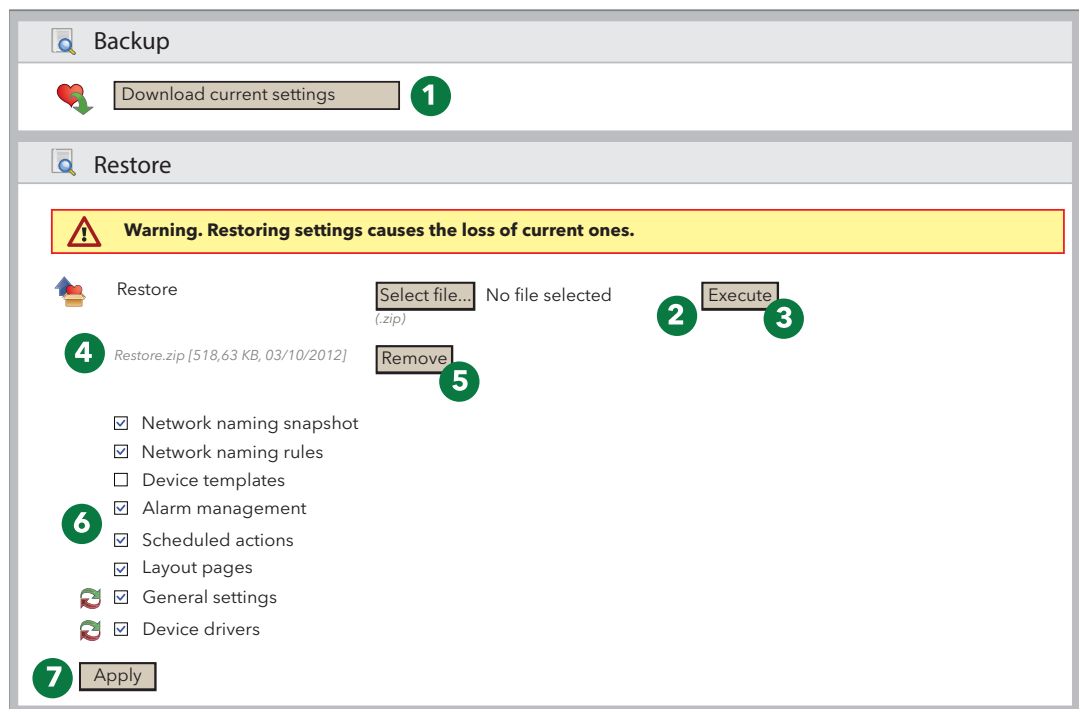 Backup
Download current settings 1
Restore
Warning. Restoring settings causes the loss of current ones.
Restore Select file... No file selected 2 Execute 3
(.zip)
4 Restore.zip [518,63 KB, 03/10/2012] Remove 5
Network naming snapshot
Network naming rules
Device templates
Alarm management
6
Scheduled actions
Layout pages
General settings
Device drivers
7 Apply